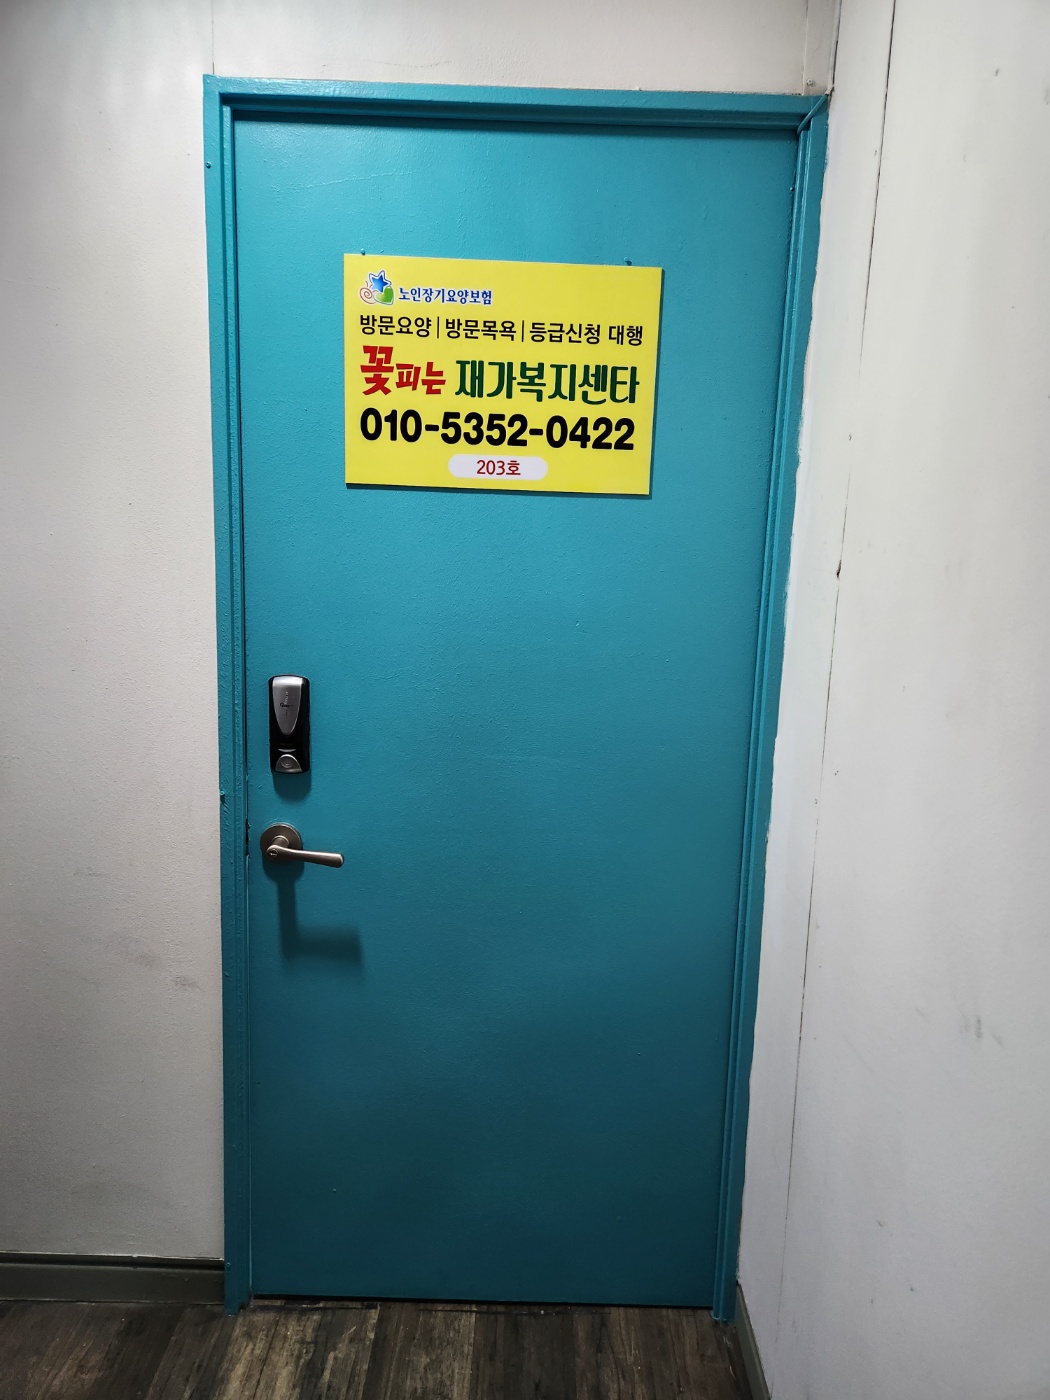 노인장기요양보험
방문요양|방문목욕|등급신청 대행
꽃피는 재가복지센타
010-5352-0422
203호